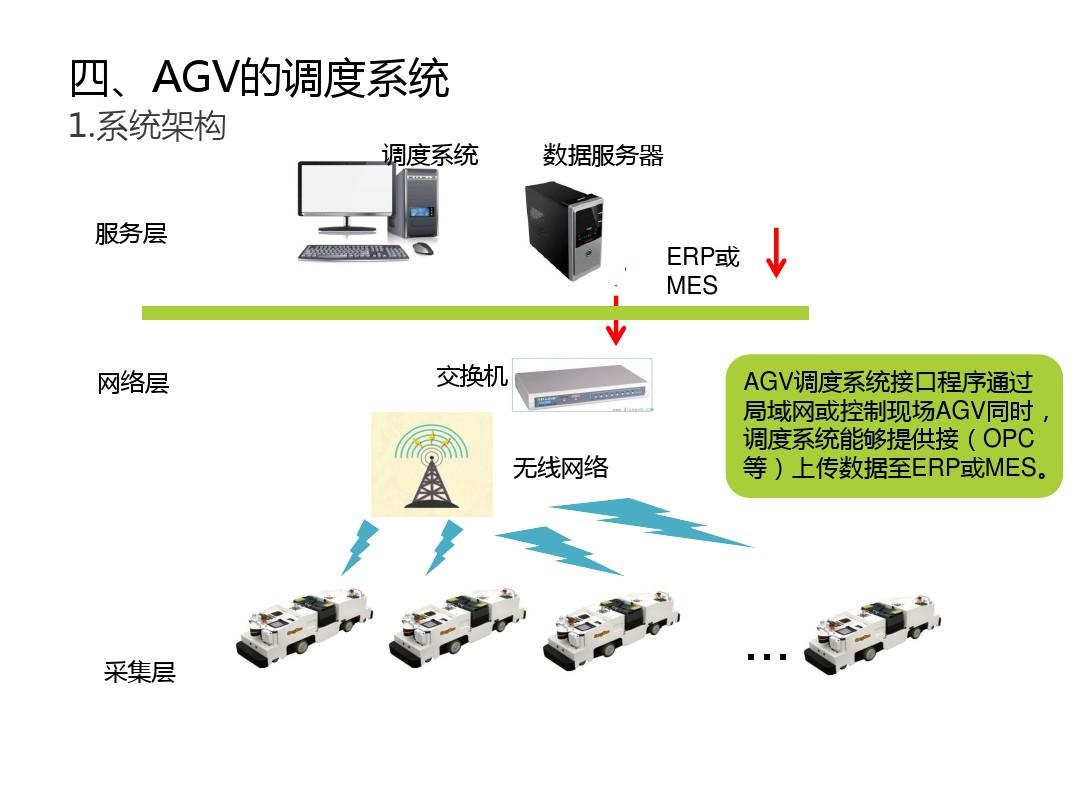 四、AGV的调度系统
1.系统架构
调度系统
数据服务器
服务层
ERP或
MES
网络层
交换机
AGV调度系统接口程序通过
局域网或控制现场AGV同时，
调度系统能够提供接（OPC
等）上传数据至ERP或MES。
无线网络
...
采集层